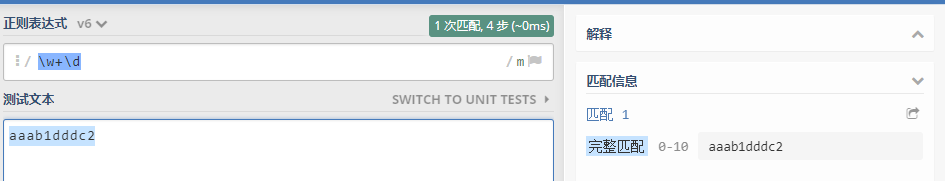 正则表达式 v6
1 次匹配, 4 步 (~0ms)
/ \w+\d / m
测试文本
SWITCH TO UNIT TESTS
aaab1dddc2
解释
匹配信息
匹配 1
完整匹配 0-10 aaab1dddc2